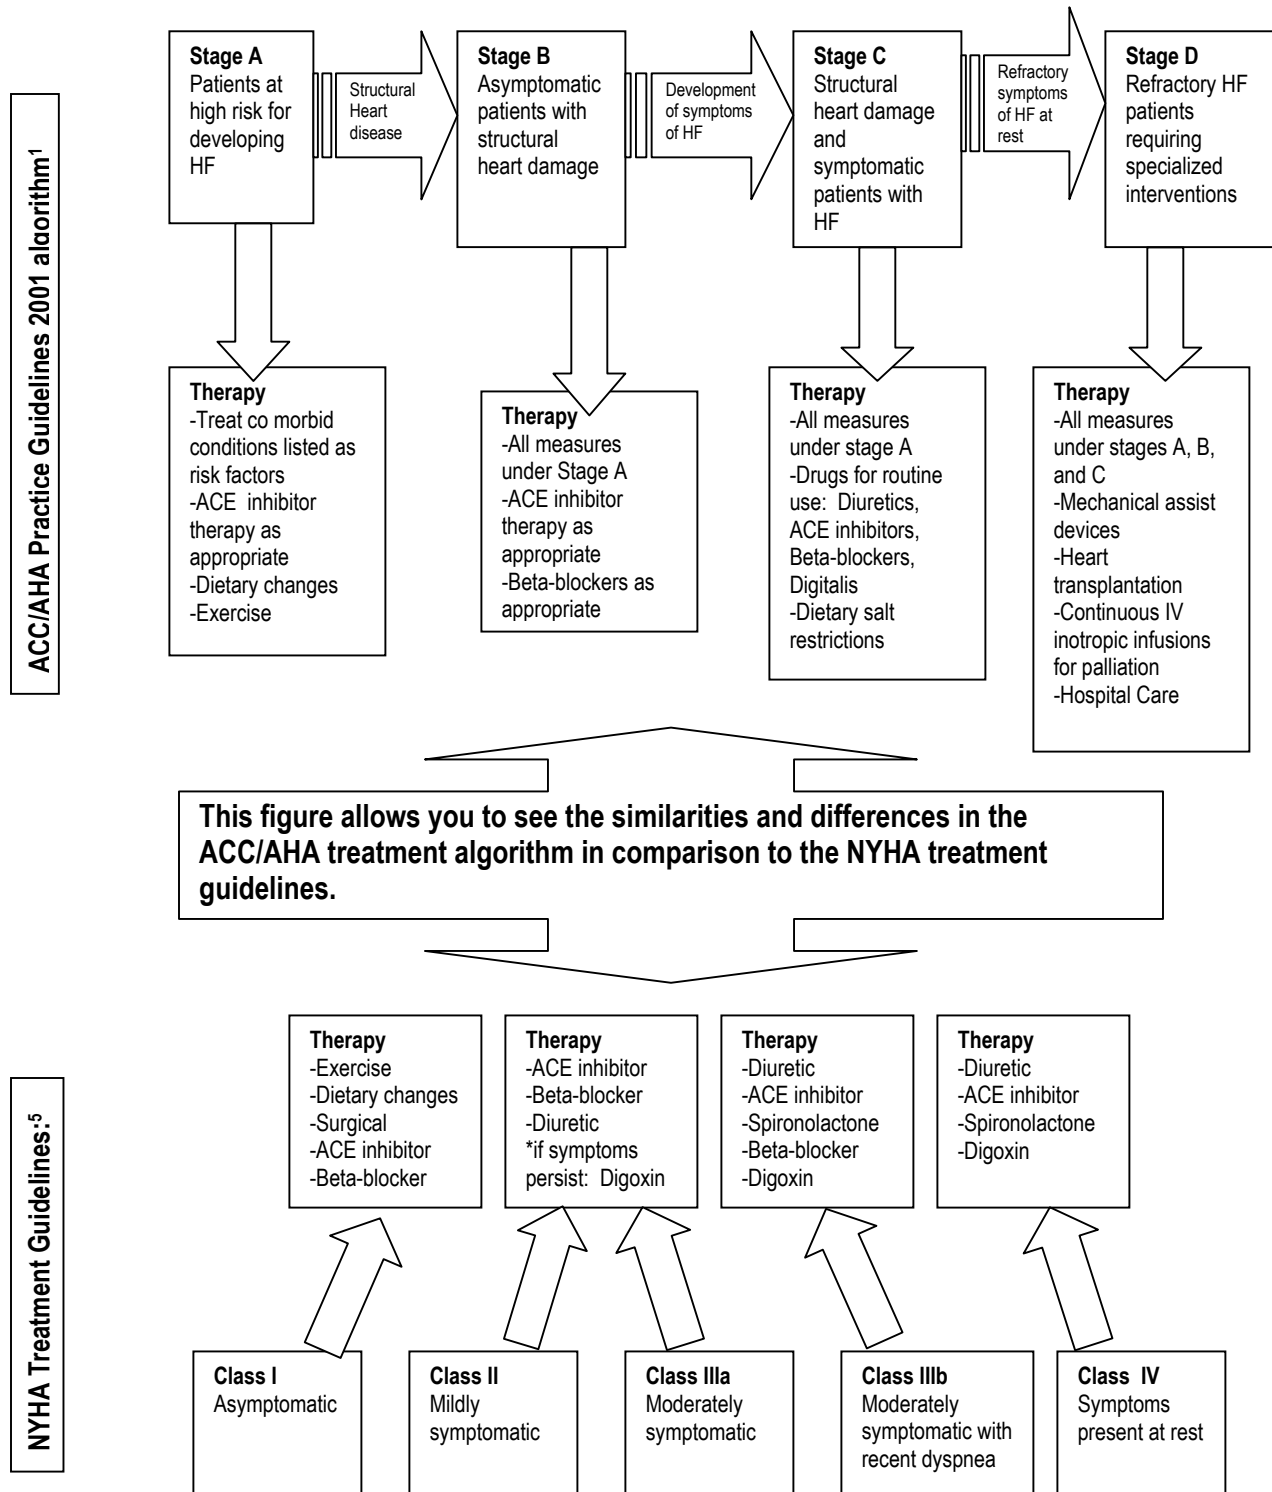 ACC/AHA Practice Guidelines 2001 algorithm1
Stage A
Patients at
high risk for
developing
HF
Structural
Heart
disease
Stage B
Asymptomatic
patients with
structural
heart damage
Development
of symptoms
of HF
Stage C
Structural
heart damage
and
symptomatic
patients with
HF
Refractory
symptoms
of HF at
rest
Stage D
Refractory HF
patients
requiring
specialized
interventions
Therapy
-Treat co morbid
conditions listed as
risk factors
-ACE inhibitor
therapy as
appropriate
-Dietary changes
-Exercise
Therapy
-All measures
under Stage A
-ACE inhibitor
therapy as
appropriate
-Beta-blockers as
appropriate
Therapy
-All measures
under stage A
-Drugs for routine
use: Diuretics,
ACE inhibitors,
Beta-blockers,
Digitalis
-Dietary salt
restrictions
Therapy
-All measures
under stages A, B,
and C
-Mechanical assist
devices
-Heart
transplantation
-Continuous IV
inotropic infusions
for palliation
-Hospital Care
This figure allows you to see the similarities and differences in the
ACC/AHA treatment algorithm in comparison to the NYHA treatment
guidelines.
NYHA Treatment Guidelines:5
Therapy
-Exercise
-Dietary changes
-Surgical
-ACE inhibitor
-Beta-blocker
Therapy
-ACE inhibitor
-Beta-blocker
-Diuretic
*if symptoms
persist: Digoxin
Therapy
-Diuretic
-ACE inhibitor
-Spironolactone
-Beta-blocker
-Digoxin
Therapy
-Diuretic
-ACE inhibitor
-Spironolactone
-Digoxin
Class I
Asymptomatic
Class II
Mildly
symptomatic
Class IIIa
Moderately
symptomatic
Class IIIb
Moderately
symptomatic with
recent dyspnea
Class IV
Symptoms
present at rest